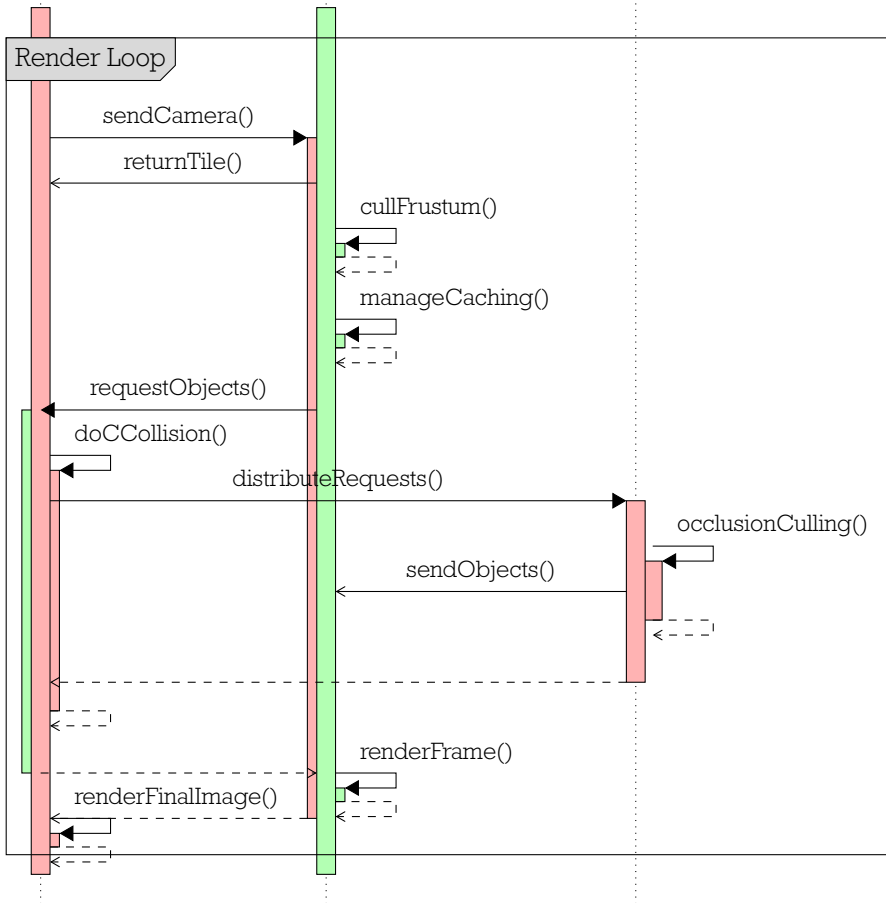 Render Loop
sendCamera()
returnTile()
cullFrustum()
manageCaching()
requestObjects()
doCCollision()
distributeRequests()
occlusionCulling()
sendObjects()
renderFrame()
renderFinalImage()